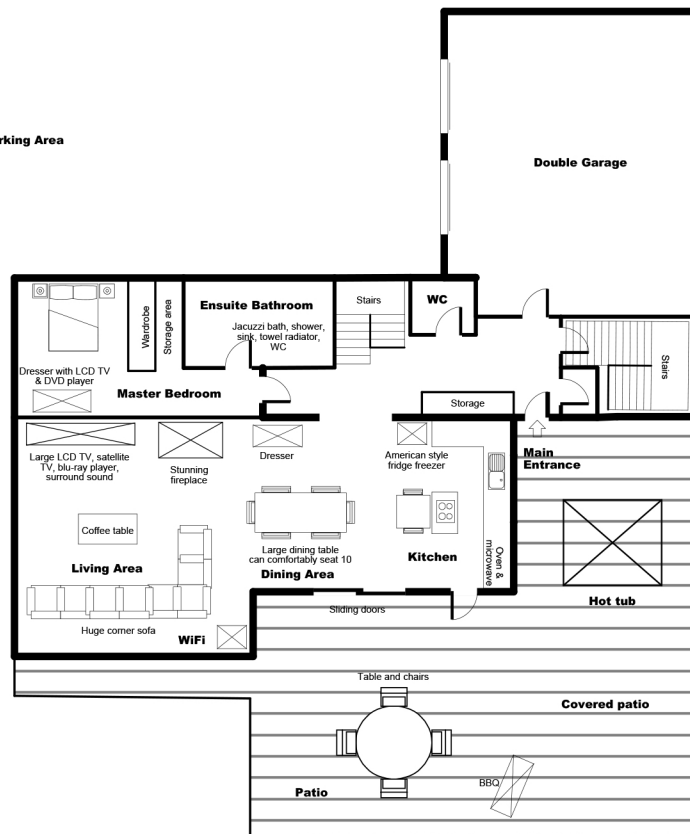 rking Area
Double Garage
Wardrobe
Storage area
Ensuite Bathroom
Jacuzzi bath, shower,
sink, towel radiator,
WC
Stairs
WC
Stairs
Dresser with LCD TV
& DVD player
Master Bedroom
Storage
Large LCD TV, satellite
TV, blu-ray player,
surround sound
Stunning
fireplace
Dresser
American style
fridge freezer
Main
Entrance
Coffee table
Living Area
Large dining table
can comfortably seat 10
Dining Area
Kitchen
Oven &
microwave
Huge corner sofa
WiFi
Sliding doors
Hot tub
Table and chairs
Covered patio
Patio
BBQ